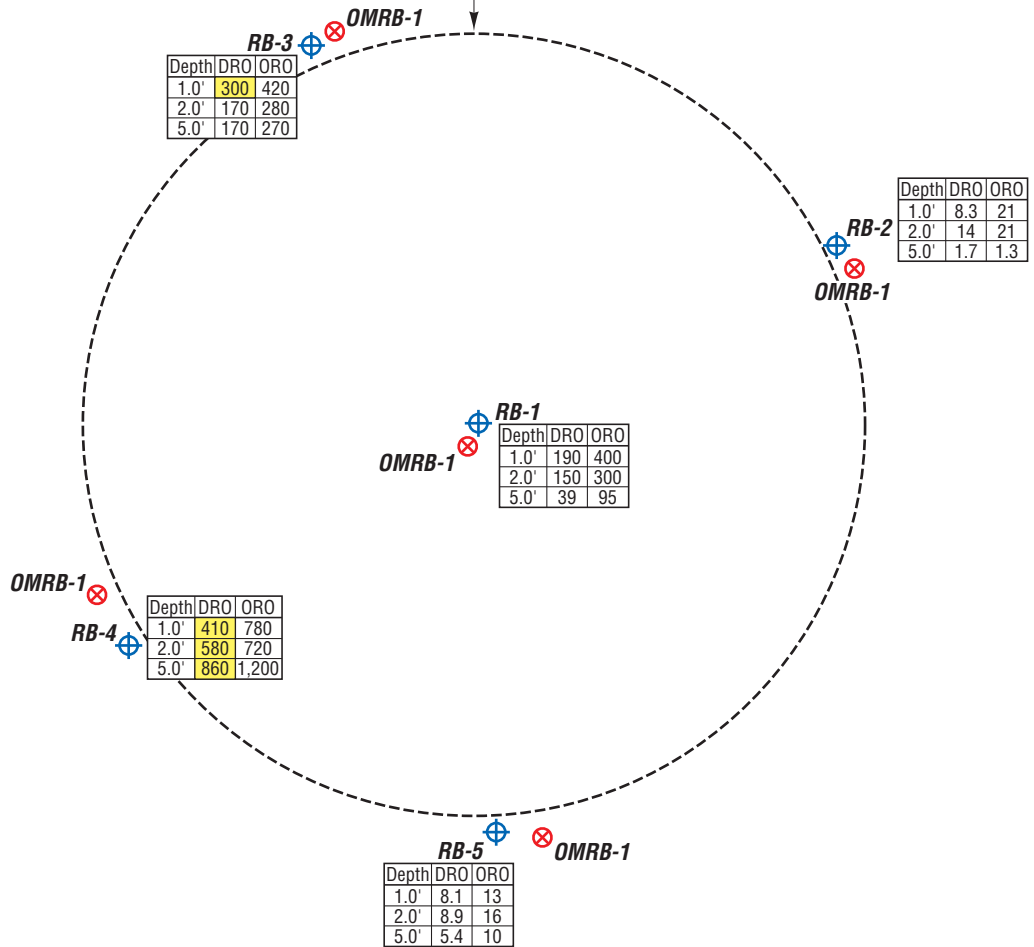 OMRB-1
RB-3
Depth DRO ORO
1.0' 300 420
2.0' 170 280
5.0' 170 270
Depth DRO ORO
1.0' 8.3 21
2.0' 14 21
5.0' 1.7 1.3
RB-2
OMRB-1
RB-1
OMRB-1
Depth DRO ORO
1.0' 190 400
2.0' 150 300
5.0' 39 95
OMRB-1
RB-4
Depth DRO ORO
1.0' 410 780
2.0' 580 720
5.0' 860 1,200
RB-5
OMRB-1
Depth DRO ORO
1.0' 8.1 13
2.0' 8.9 16
5.0' 5.4 10